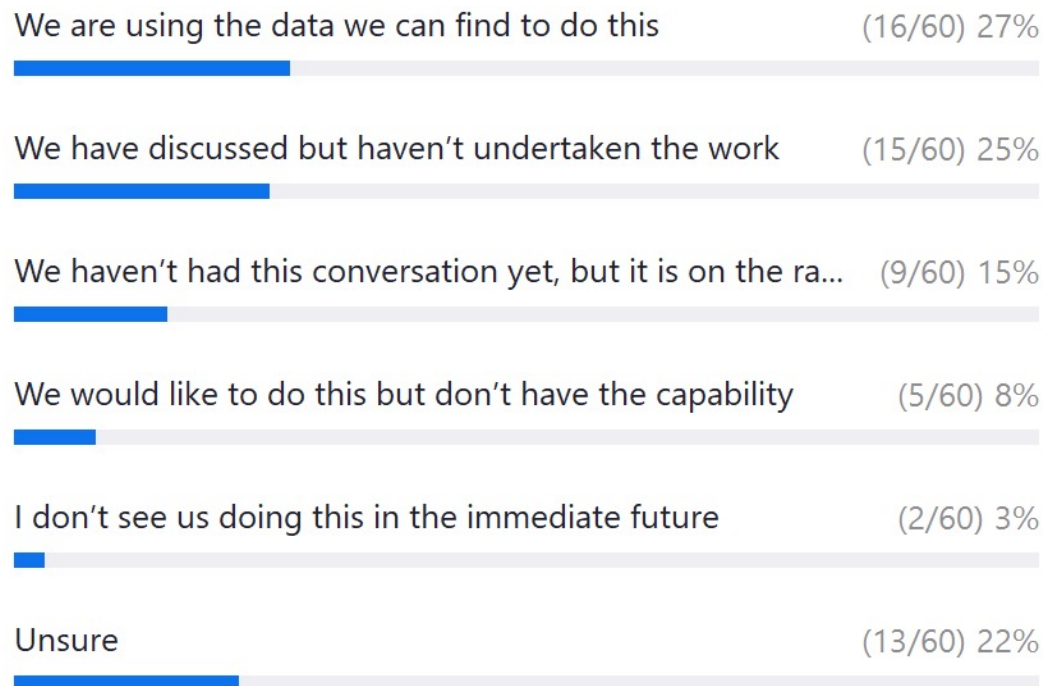 We are using the data we can find to do this (16/60) 27%
We have discussed but haven’t undertaken the work (15/60) 25%
We haven’t had this conversation yet, but it is on the ra... (9/60) 15%
We would like to do this but don’t have the capability (5/60) 8%
I don’t see us doing this in the immediate future (2/60) 3%
Unsure (13/60) 22%